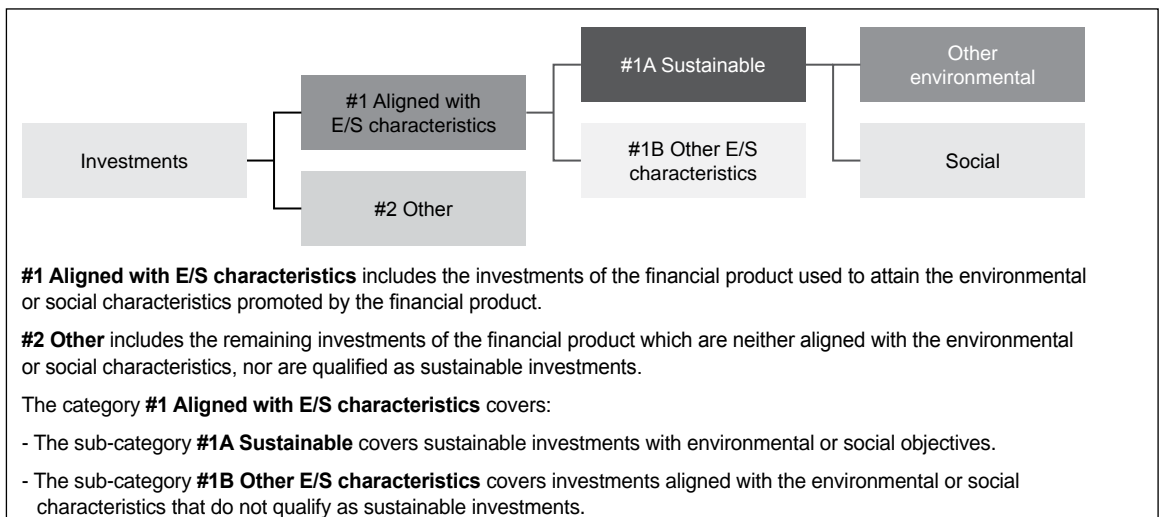 Investments
#1 Aligned with
E/S characteristics
#2 Other
#1A Sustainable
#1B Other E/S
characteristics
Other
environmental
Social
#1 Aligned with E/S characteristics includes the investments of the financial product used to attain the environmental
or social characteristics promoted by the financial product.
#2 Other includes the remaining investments of the financial product which are neither aligned with the environmental
or social characteristics, nor are qualified as sustainable investments.
The category #1 Aligned with E/S characteristics covers:
- The sub-category #1A Sustainable covers sustainable investments with environmental or social objectives.
- The sub-category #1B Other E/S characteristics covers investments aligned with the environmental or social
characteristics that do not qualify as sustainable investments.